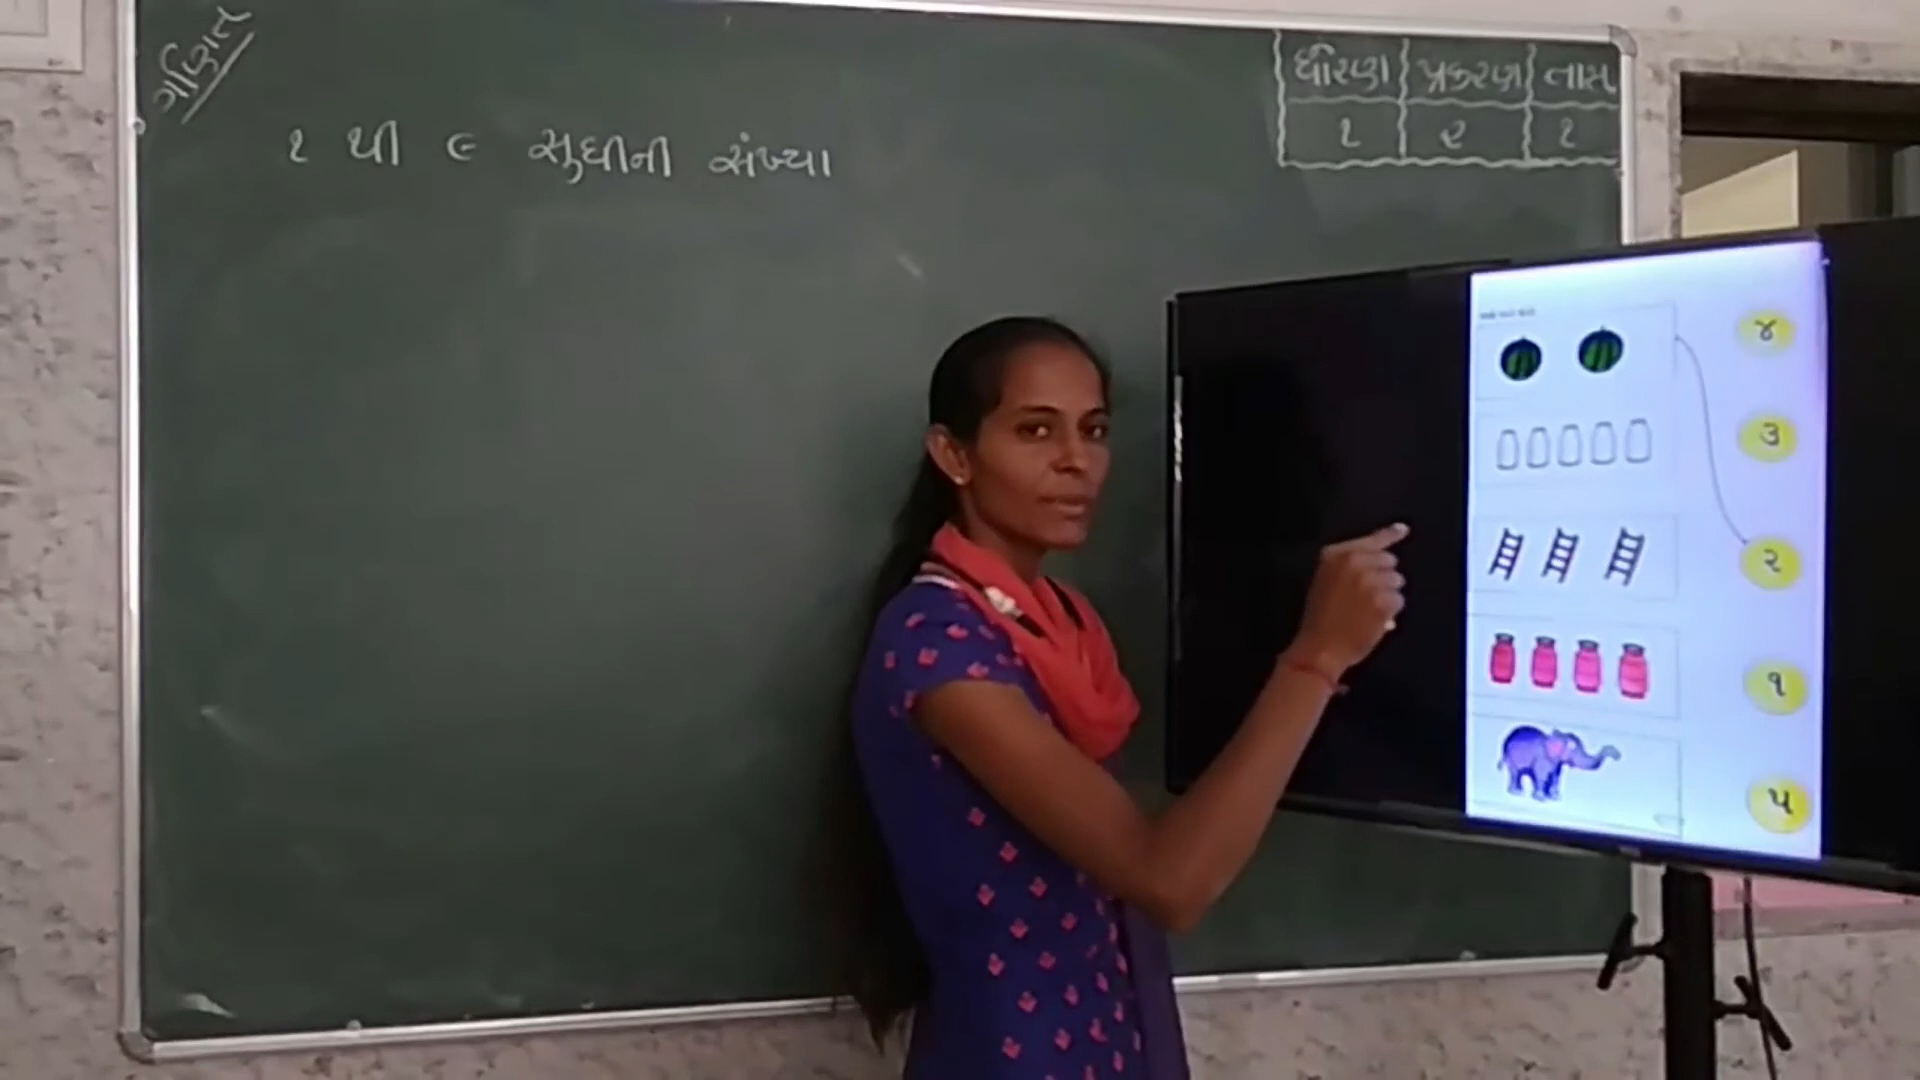 ગણિત
૧ થી ૯ સુધીની સંખ્યા
ધોરણ પ્રકરણ તાસ
૧ ૨ ૧
૪
૩
૨
૧
૫